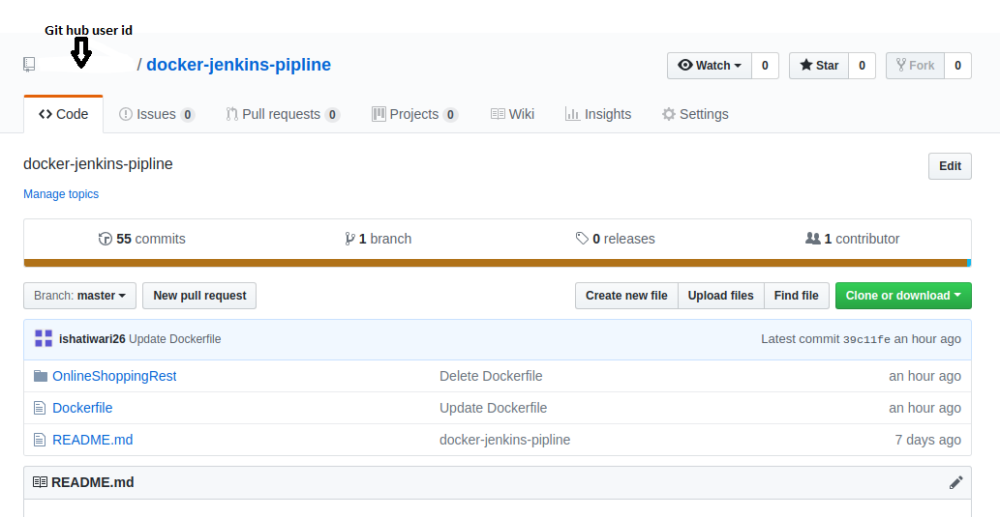 Git hub user id
/ docker-jenkins-pipline
Watch 0 Star 0 Fork 0
Code Issues 0 Pull requests 0 Projects 0 Wiki Insights Settings
docker-jenkins-pipline Edit
Manage topics
55 commits 1 branch 0 releases 1 contributor
Branch: master New pull request Create new file Upload files Find file Clone or download
ishatiwari26 Update Dockerfile Latest commit 39c11fe an hour ago
OnlineShoppingRest Delete Dockerfile an hour ago
Dockerfile Update Dockerfile an hour ago
README.md docker-jenkins-pipline 7 days ago
README.md